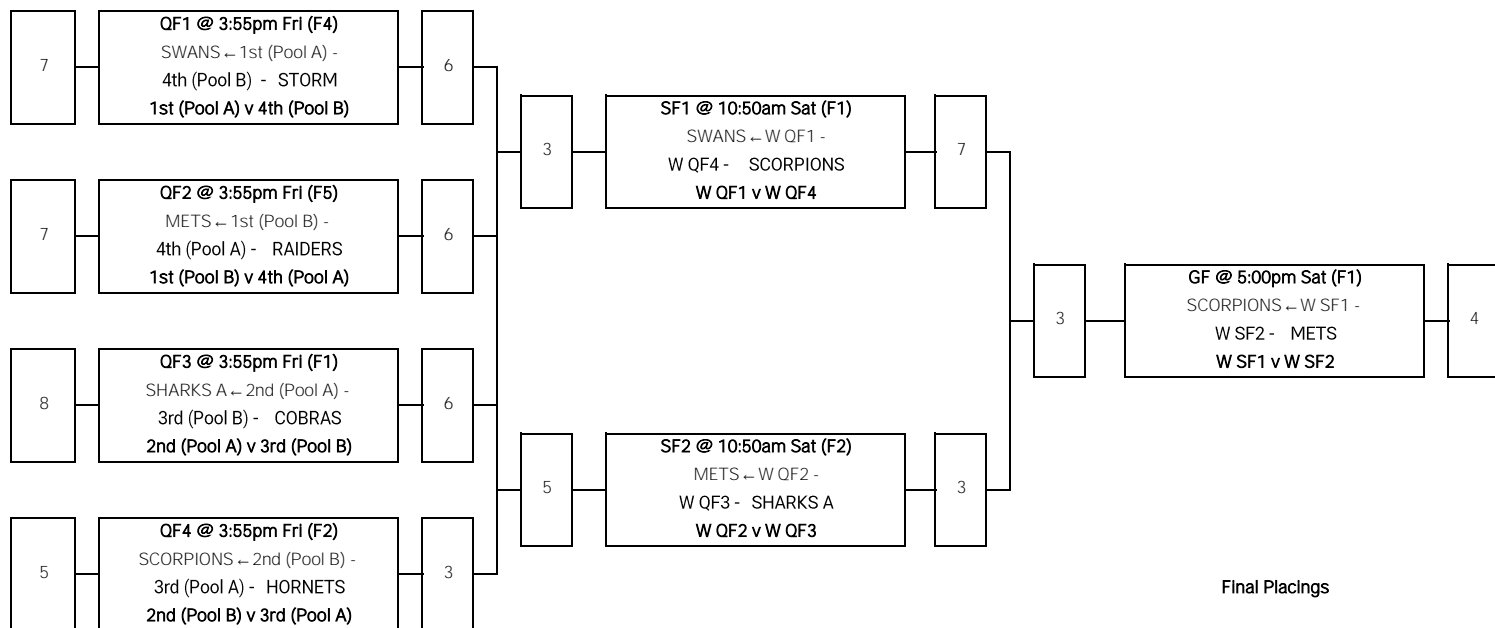 7
QF1 @ 3:55pm Fri (F4)
SWANS←1st (Pool A) -
4th (Pool B) - STORM
1st (Pool A) v 4th (Pool B)
6
7
QF2 @ 3:55pm Fri (F5)
METS←1st (Pool B) -
4th (Pool A) - RAIDERS
1st (Pool B) v 4th (Pool A)
6
8
QF3 @ 3:55pm Fri (F1)
SHARKS A←2nd (Pool A) -
3rd (Pool B) - COBRAS
2nd (Pool A) v 3rd (Pool B)
6
5
QF4 @ 3:55pm Fri (F2)
SCORPIONS←2nd (Pool B) -
3rd (Pool A) - HORNETS
2nd (Pool B) v 3rd (Pool A)
3
3
SF1 @ 10:50am Sat (F1)
SWANS←W QF1 -
W QF4 - SCORPIONS
W QF1 v W QF4
7
5
SF2 @ 10:50am Sat (F2)
METS←W QF2 -
W QF3 - SHARKS A
W QF2 v W QF3
3
3
GF @ 5:00pm Sat (F1)
SCORPIONS←W SF1 -
W SF2 - METS
W SF1 v W SF2
4
Final Placings